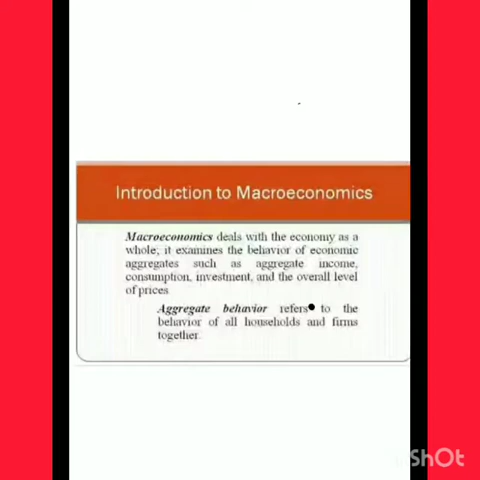 Introduction to Macroeconomics
Macroeconomics deals with the economy as a
whole; it examines the behavior of economic
aggregates such as aggregate income,
consumption, investment, and the overall level
of prices
Aggregate behavior refers to the
behavior of all households and firms
together.
ShOt